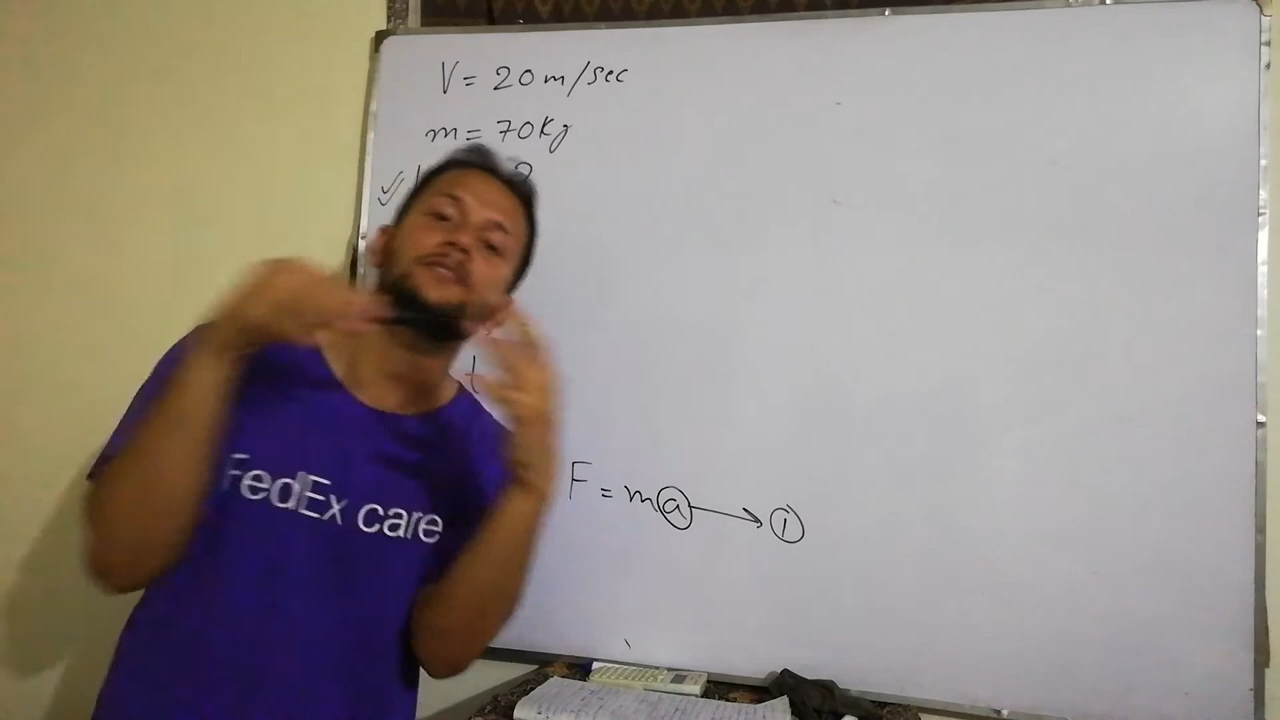 V = 20 m/sec
m = 70 Kg
?
t
F = ma → 1
FedEx care